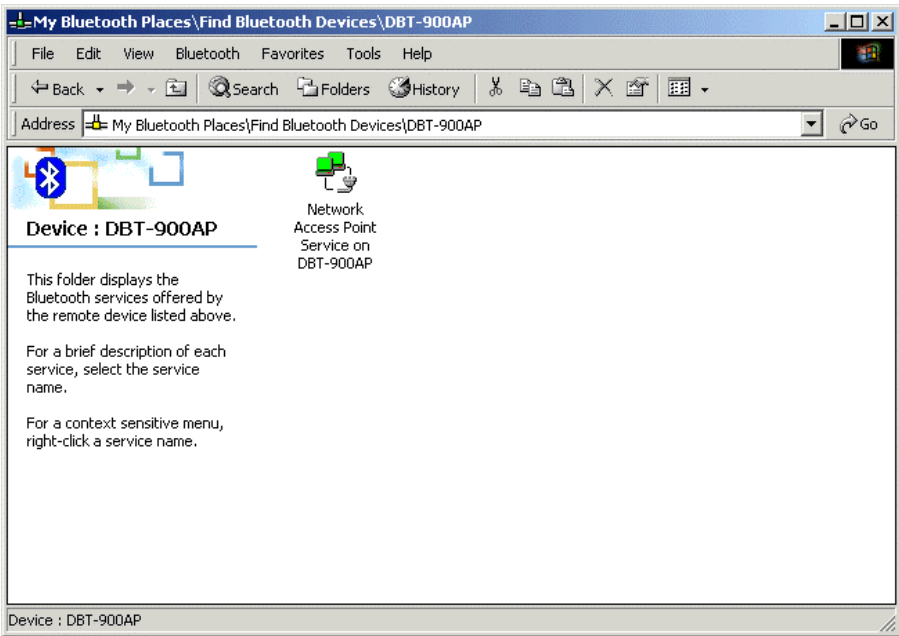 My Bluetooth Places\Find Bluetooth Devices\DBT-900AP
File Edit View Bluetooth Favorites Tools Help
Back Search Folders History
Address My Bluetooth Places\Find Bluetooth Devices\DBT-900AP Go
Device : DBT-900AP
This folder displays the
Bluetooth services offered by
the remote device listed above.
For a brief description of each
service, select the service
name.
For a context sensitive menu,
right-click a service name.
Network
Access Point
Service on
DBT-900AP
Device : DBT-900AP